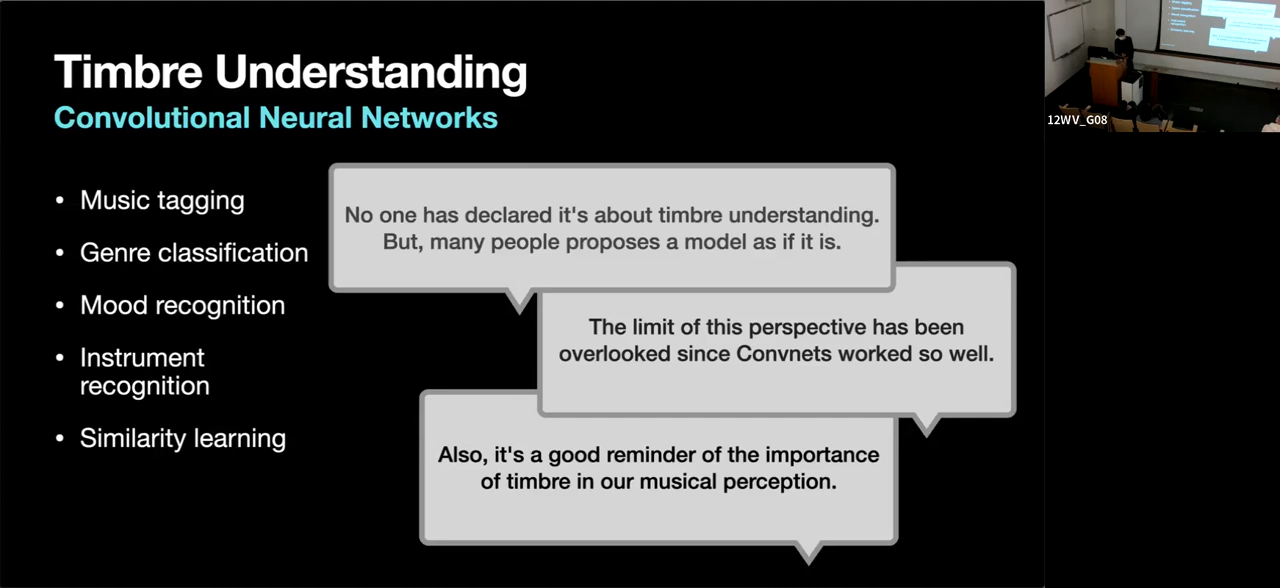 Timbre Understanding
Convolutional Neural Networks
• Music tagging
• Genre classification
• Mood recognition
• Instrument
recognition
• Similarity learning
No one has declared it's about timbre understanding.
But, many people proposes a model as if it is.
The limit of this perspective has been
overlooked since Convnets worked so well.
Also, it's a good reminder of the importance
of timbre in our musical perception.
12WV_G08